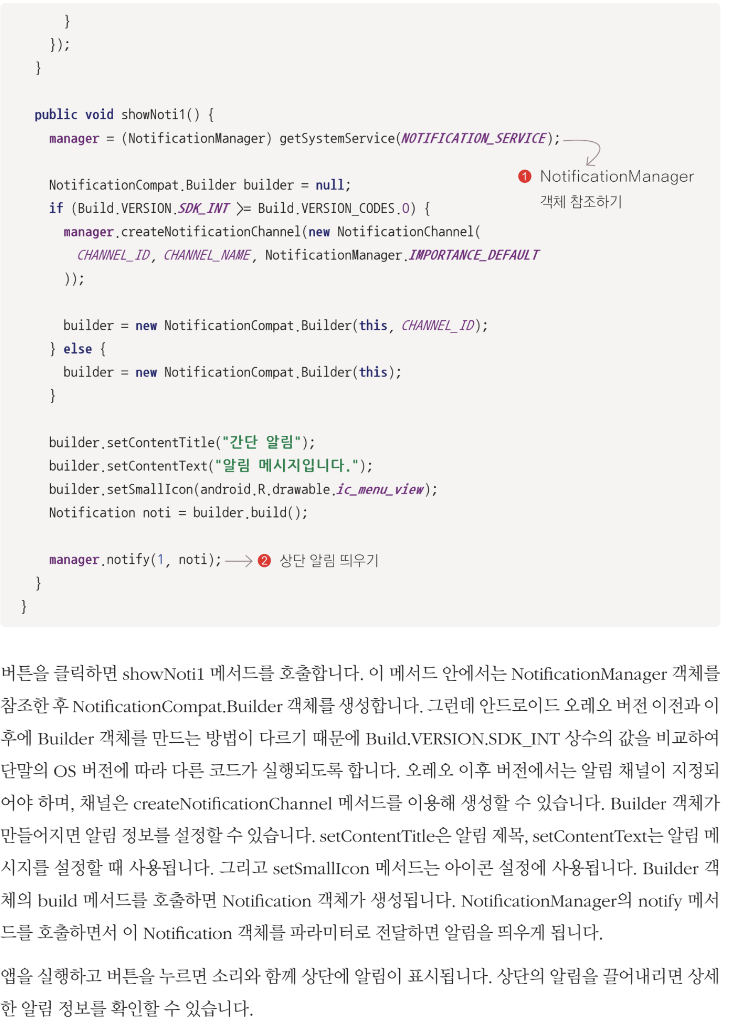 }
});
}
public void showNoti1() {
manager = (NotificationManager) getSystemService(NOTIFICATION_SERVICE);
❶ NotificationManager
객체 참조하기
NotificationCompat.Builder builder = null;
if (Build.VERSION.SDK_INT >= Build.VERSION_CODES.O) {
manager.createNotificationChannel(new NotificationChannel(
CHANNEL_ID, CHANNEL_NAME, NotificationManager.IMPORTANCE_DEFAULT
));
builder = new NotificationCompat.Builder(this, CHANNEL_ID);
} else {
builder = new NotificationCompat.Builder(this);
}
builder.setContentTitle("간단 알림");
builder.setContentText("알림 메시지입니다.");
builder.setSmallIcon(android.R.drawable.ic_menu_view);
Notification noti = builder.build();
manager.notify(1, noti); ❷ 상단 알림 띄우기
}
}
버튼을 클릭하면 showNoti1 메서드를 호출합니다. 이 메서드 안에서는 NotificationManager 객체를
참조한 후 NotificationCompat.Builder 객체를 생성합니다. 그런데 안드로이드 오레오 버전 이전과 이
후에 Builder 객체를 만드는 방법이 다르기 때문에 Build.VERSION.SDK_INT 상수의 값을 비교하여
단말의 OS 버전에 따라 다른 코드가 실행되도록 합니다. 오레오 이후 버전에서는 알림 채널이 지정되
어야 하며, 채널은 createNotificationChannel 메서드를 이용해 생성할 수 있습니다. Builder 객체가
만들어지면 알림 정보를 설정할 수 있습니다. setContentTitle은 알림 제목, setContentText는 알림 메
시지를 설정할 때 사용됩니다. 그리고 setSmallIcon 메서드는 아이콘 설정에 사용됩니다. Builder 객
체의 build 메서드를 호출하면 Notification 객체가 생성됩니다. NotificationManager의 notify 메서
드를 호출하면서 이 Notification 객체를 파라미터로 전달하면 알림을 띄우게 됩니다.
앱을 실행하고 버튼을 누르면 소리와 함께 상단에 알림이 표시됩니다. 상단의 알림을 끌어내리면 상세
한 알림 정보를 확인할 수 있습니다.